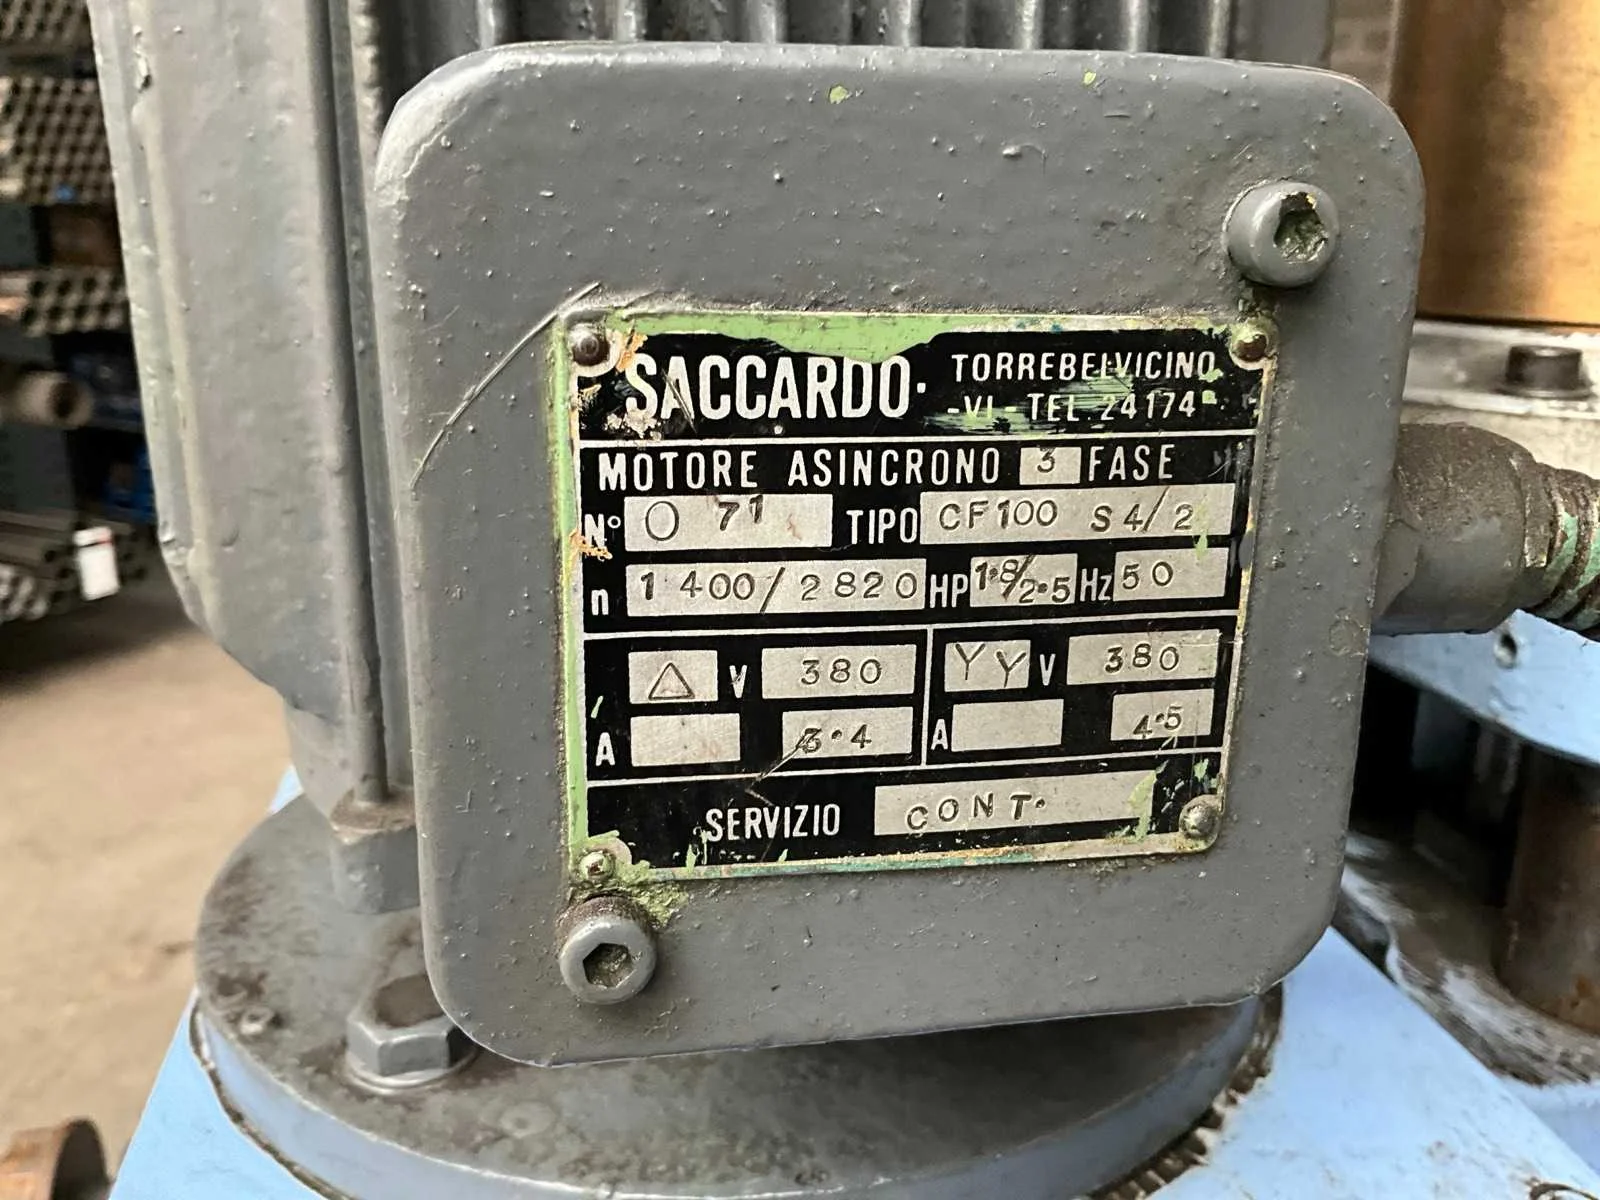 SACCARDO· TORREBELVICINO
-VI-TEL.24174
MOTORE ASINCRONO 3 FASE
N° 0 71 TIPO CF100 S4/2
n 1400/2820 HP 1.8/2.5 Hz 50
△ V 380 YY V 380
A 3.4 A 4.5
SERVIZIO CONT.